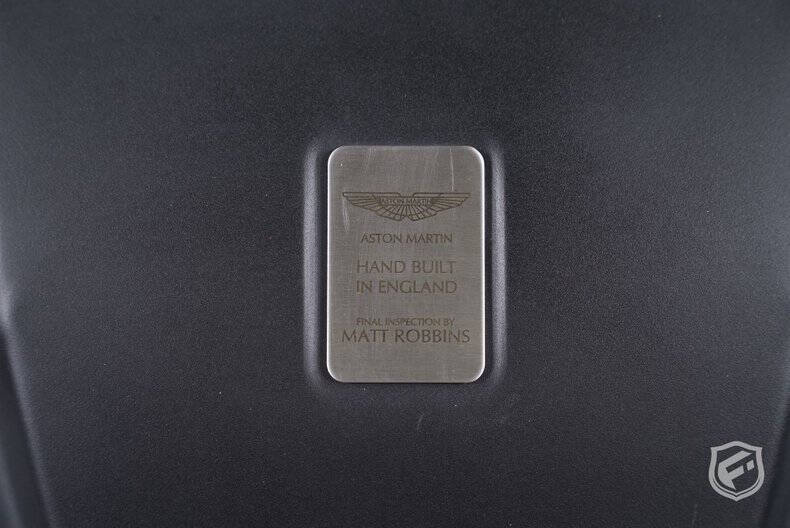 ASTON MARTIN
ASTON MARTIN
HAND BUILT
IN ENGLAND
FINAL INSPECTION BY
MATT ROBBINS